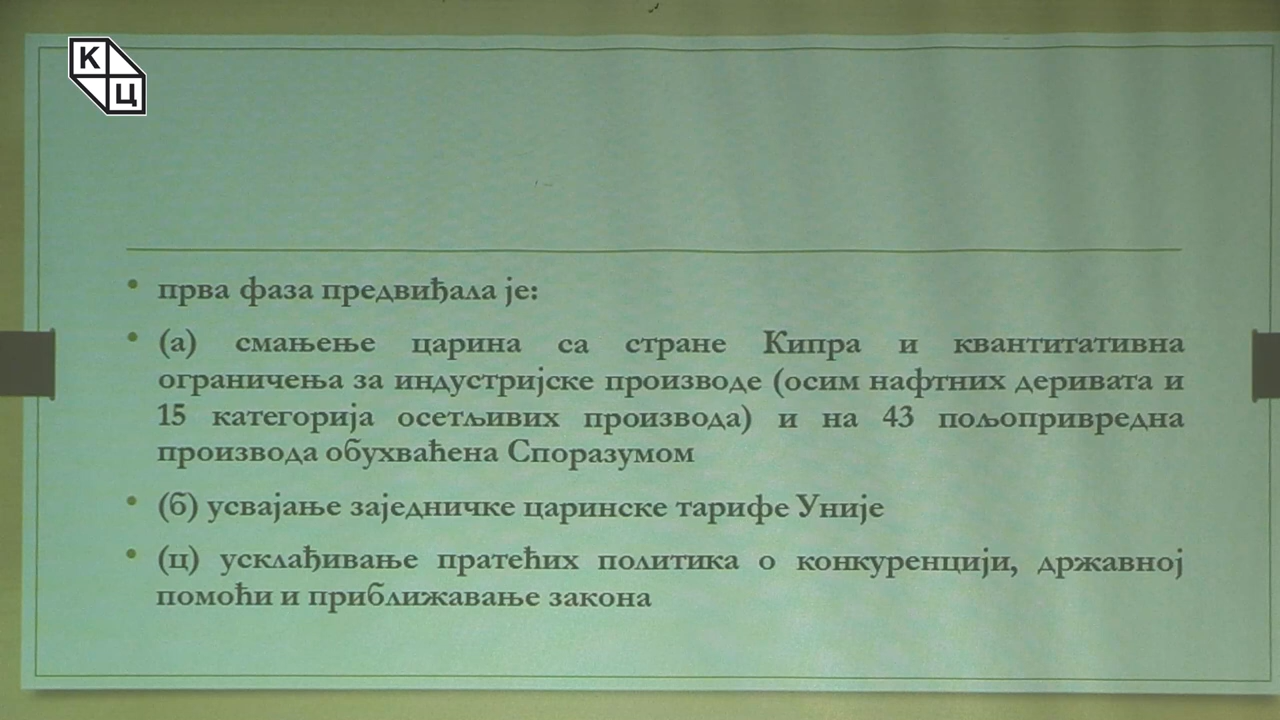 К
Ц
• прва фаза предвиђала је:
• (а) смањење царина са стране Кипра и квантитативна
ограничења за индустријске производе (осим нафтних деривата и
15 категорија осетљивих производа) и на 43 пољопривредна
производа обухваћена Споразумом
• (б) усвајање заједничке царинске тарифе Уније
• (ц) усклађивање пратећих политика о конкуренцији, државној
помоћи и приближавање закона